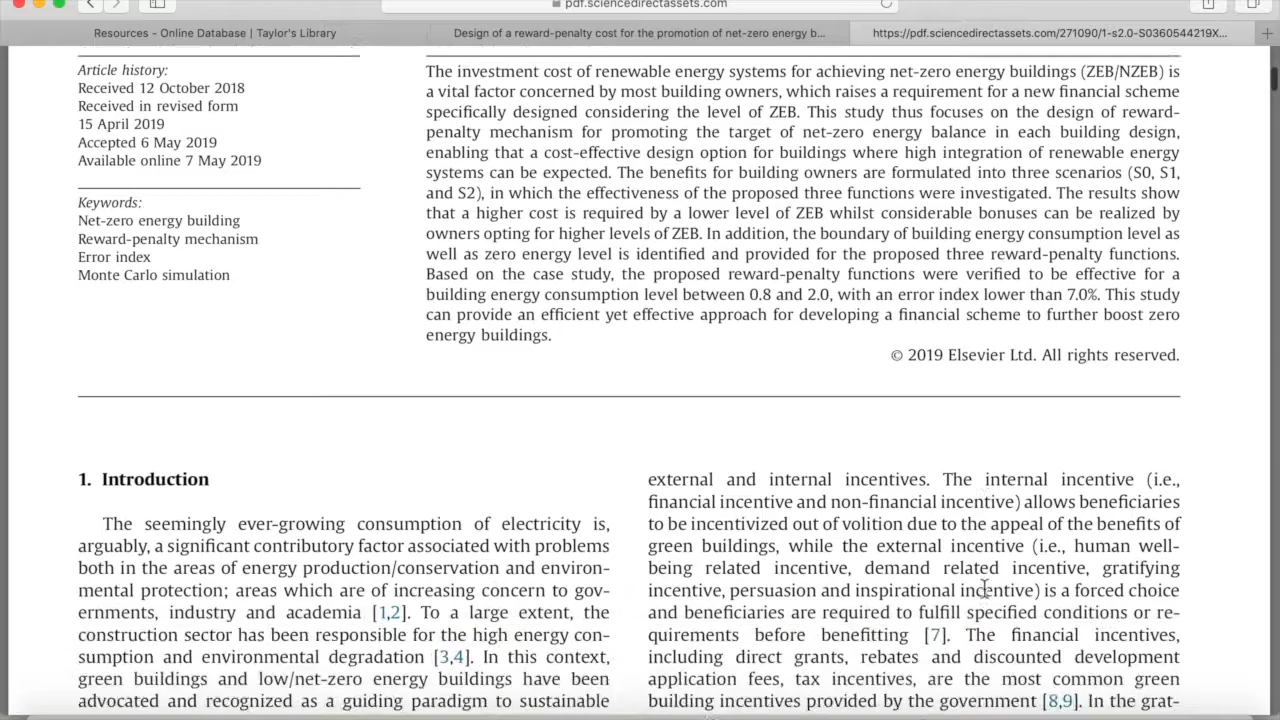 pdf.sciencedirectassets.com
Resources - Online Database | Taylor's Library
Design of a reward-penalty cost for the promotion of net-zero energy b...
https://pdf.sciencedirectassets.com/271090/1-s2.0-S0360544219X...
Article history:
Received 12 October 2018
Received in revised form
15 April 2019
Accepted 6 May 2019
Available online 7 May 2019
Keywords:
Net-zero energy building
Reward-penalty mechanism
Error index
Monte Carlo simulation
The investment cost of renewable energy systems for achieving net-zero energy buildings (ZEB/NZEB) is
a vital factor concerned by most building owners, which raises a requirement for a new financial scheme
specifically designed considering the level of ZEB. This study thus focuses on the design of reward-
penalty mechanism for promoting the target of net-zero energy balance in each building design,
enabling that a cost-effective design option for buildings where high integration of renewable energy
systems can be expected. The benefits for building owners are formulated into three scenarios (S0, S1,
and S2), in which the effectiveness of the proposed three functions were investigated. The results show
that a higher cost is required by a lower level of ZEB whilst considerable bonuses can be realized by
owners opting for higher levels of ZEB. In addition, the boundary of building energy consumption level as
well as zero energy level is identified and provided for the proposed three reward-penalty functions.
Based on the case study, the proposed reward-penalty functions were verified to be effective for a
building energy consumption level between 0.8 and 2.0, with an error index lower than 7.0%. This study
can provide an efficient yet effective approach for developing a financial scheme to further boost zero
energy buildings.
© 2019 Elsevier Ltd. All rights reserved.
1. Introduction
The seemingly ever-growing consumption of electricity is,
arguably, a significant contributory factor associated with problems
both in the areas of energy production/conservation and environ-
mental protection; areas which are of increasing concern to gov-
ernments, industry and academia [1,2]. To a large extent, the
construction sector has been responsible for the high energy con-
sumption and environmental degradation [3,4]. In this context,
green buildings and low/net-zero energy buildings have been
advocated and recognized as a guiding paradigm to sustainable
external and internal incentives. The internal incentive (i.e.,
financial incentive and non-financial incentive) allows beneficiaries
to be incentivized out of volition due to the appeal of the benefits of
green buildings, while the external incentive (i.e., human well-
being related incentive, demand related incentive, gratifying
incentive, persuasion and inspirational incentive) is a forced choice
and beneficiaries are required to fulfill specified conditions or re-
quirements before benefitting [7]. The financial incentives,
including direct grants, rebates and discounted development
application fees, tax incentives, are the most common green
building incentives provided by the government [8,9]. In the grat-